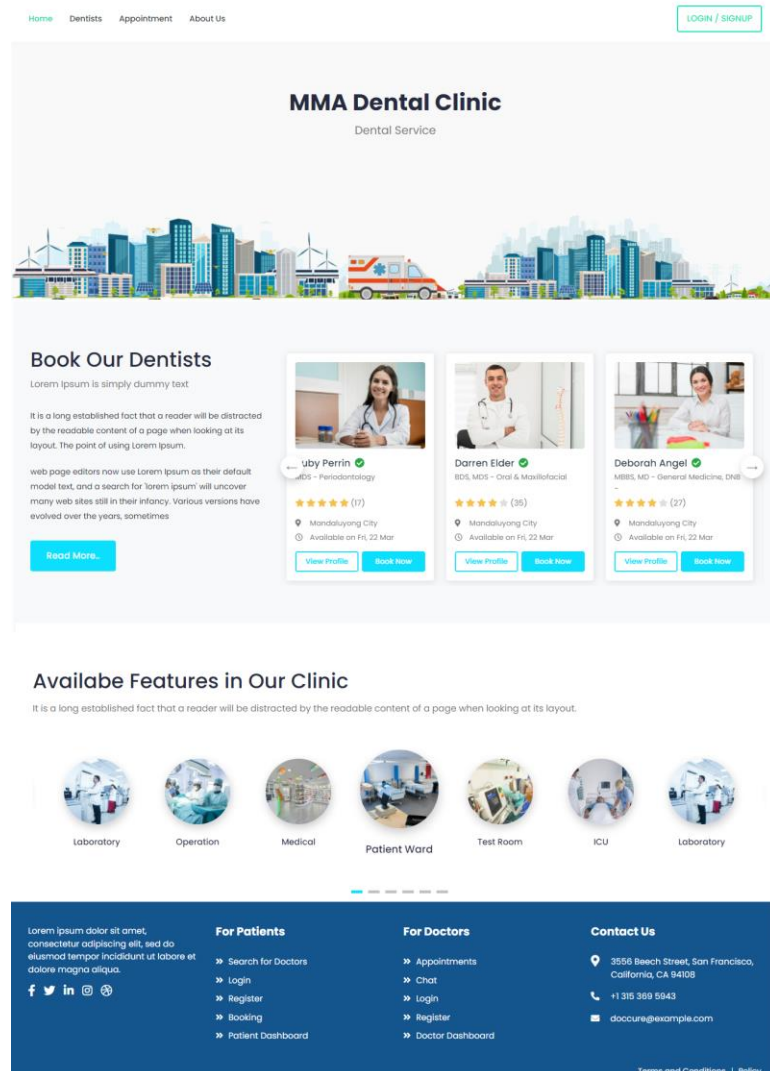 Home Dentists Appointment About Us LOGIN / SIGNUP
MMA Dental Clinic
Dental Service
Book Our Dentists
Lorem Ipsum is simply dummy text
It is a long established fact that a reader will be distracted
by the readable content of a page when looking at its
layout. The point of using Lorem Ipsum.
web page editors now use Lorem Ipsum as their default
model text, and a search for 'lorem ipsum' will uncover
many web sites still in their infancy. Various versions have
evolved over the years, sometimes
Read More..
uby Perrin
MDS - Periodontology
(17)
Mandaluyong City
Available on Fri, 22 Mar
View Profile Book Now
Darren Elder
BDS, MDS - Oral & Maxillofacial
(35)
Mandaluyong City
Available on Fri, 22 Mar
View Profile Book Now
Deborah Angel
MBBS, MD - General Medicine, DNB
-
(27)
Mandaluyong City
Available on Fri, 22 Mar
View Profile Book Now
Availabe Features in Our Clinic
It is a long established fact that a reader will be distracted by the readable content of a page when looking at its layout.
Laboratory Operation Medical Patient Ward Test Room ICU Laboratory
Lorem ipsum dolor sit amet,
consectetur adipiscing elit, sed do
eiusmod tempor incididunt ut labore et
dolore magna aliqua.
For Patients
Search for Doctors
Login
Register
Booking
Patient Dashboard
For Doctors
Appointments
Chat
Login
Register
Doctor Dashboard
Contact Us
3556 Beech Street, San Francisco,
California, CA 94108
+1 315 369 5943
doccure@example.com
Terms and Conditions | Policy